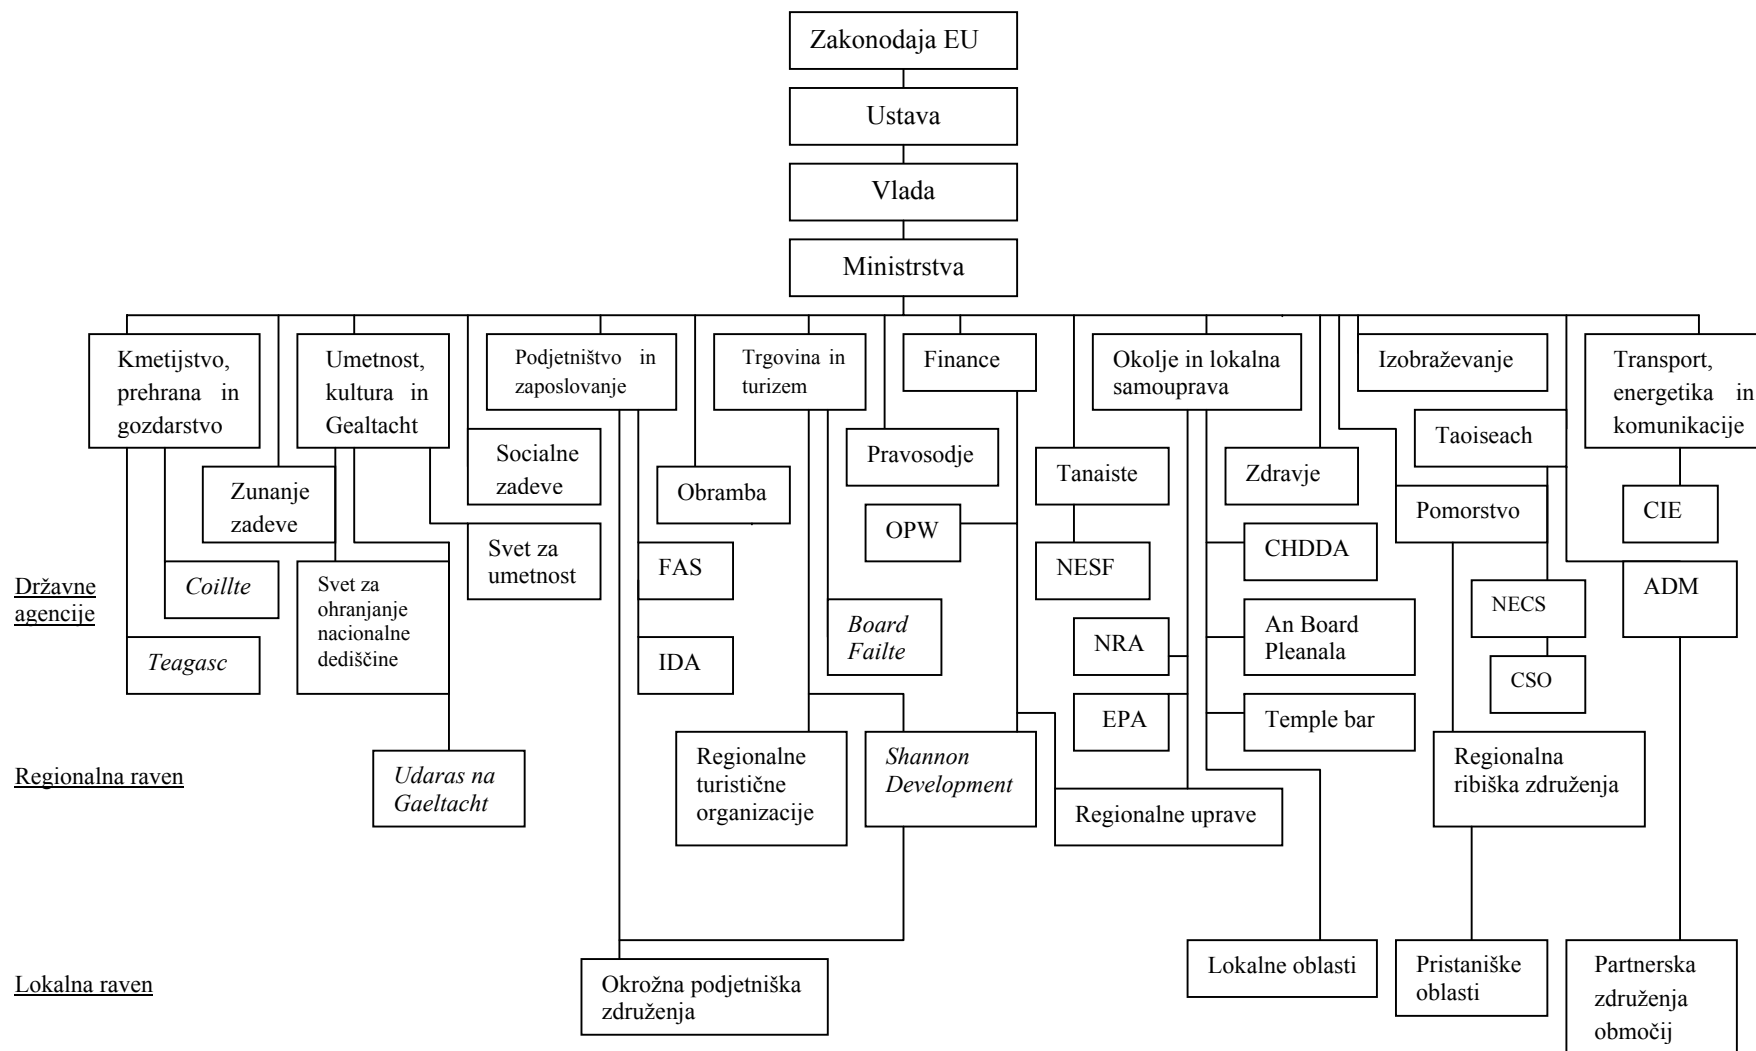 Zakonodaja EU
Ustava
Vlada
Ministrstva
Kmetijstvo,
prehrana in
gozdarstvo
Umetnost,
kultura in
Gealtacht
Podjetništvo in
zaposlovanje
Trgovina in
turizem
Finance
Okolje in lokalna
samouprava
Izobraževanje
Transport,
energetika in
komunikacije
Zunanje
zadeve
Socialne
zadeve
Obramba
Pravosodje
Tanaiste
Zdravje
Taoiseach
Pomorstvo
CIE
OPW
CHDDA
Svet za
umetnost
FAS
NESF
Državne
agencije
Coillte
Svet za
ohranjanje
nacionalne
dediščine
ADM
NECS
Teagasc
IDA
Board
Failte
NRA
An Board
Pleanala
CSO
EPA
Temple bar
Regionalna raven
Udaras na
Gaeltacht
Regionalne
turistične
organizacije
Shannon
Development
Regionalne uprave
Regionalna
ribiška združenja
Lokalna raven
Okrožna podjetniška
združenja
Lokalne oblasti
Pristaniške
oblasti
Partnerska
združenja
območij